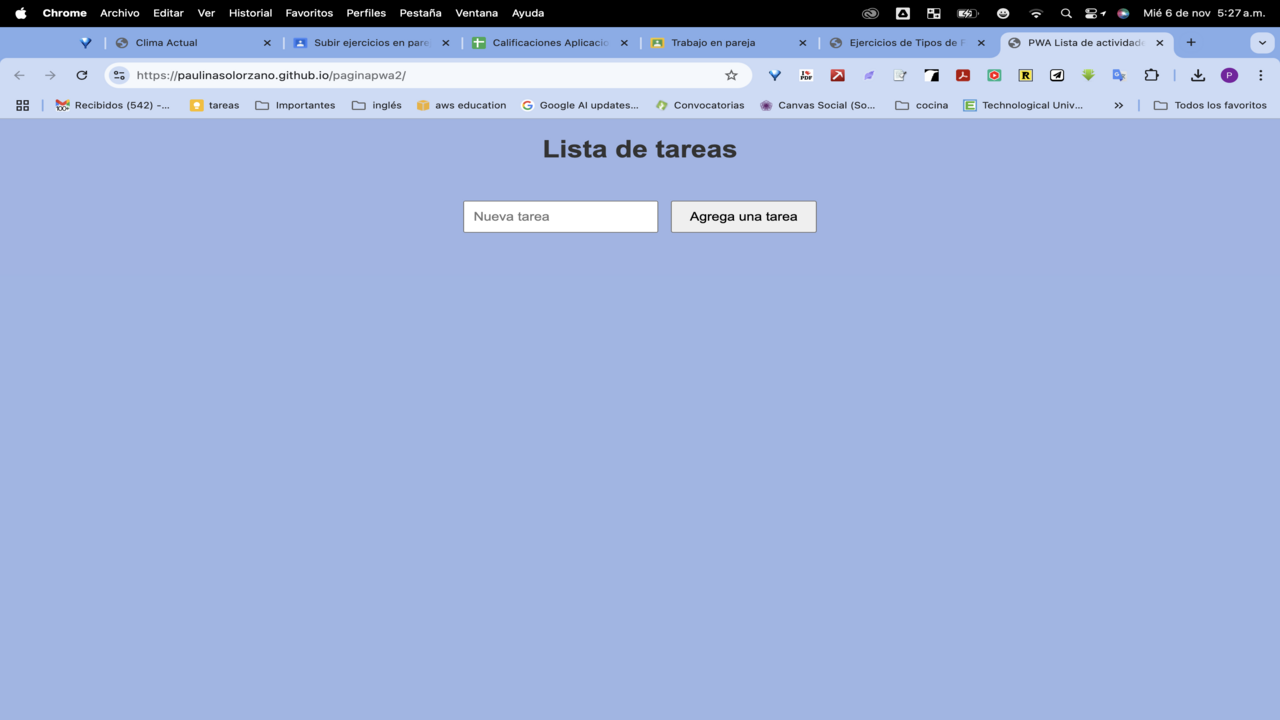 Chrome Archivo Editar Ver Historial Favoritos Perfiles Pestaña Ventana Ayuda Mié 6 de nov 5:27 a.m.
Clima Actual Subir ejercicios en pare Calificaciones Aplicacio Trabajo en pareja Ejercicios de Tipos de F PWA Lista de actividade
https://paulinasolorzano.github.io/paginapwa2/ P
Recibidos (542) -... tareas Importantes inglés aws education Google AI updates... Convocatorias Canvas Social (So... cocina Technological Univ... » Todos los favoritos
Lista de tareas
Nueva tarea Agrega una tarea